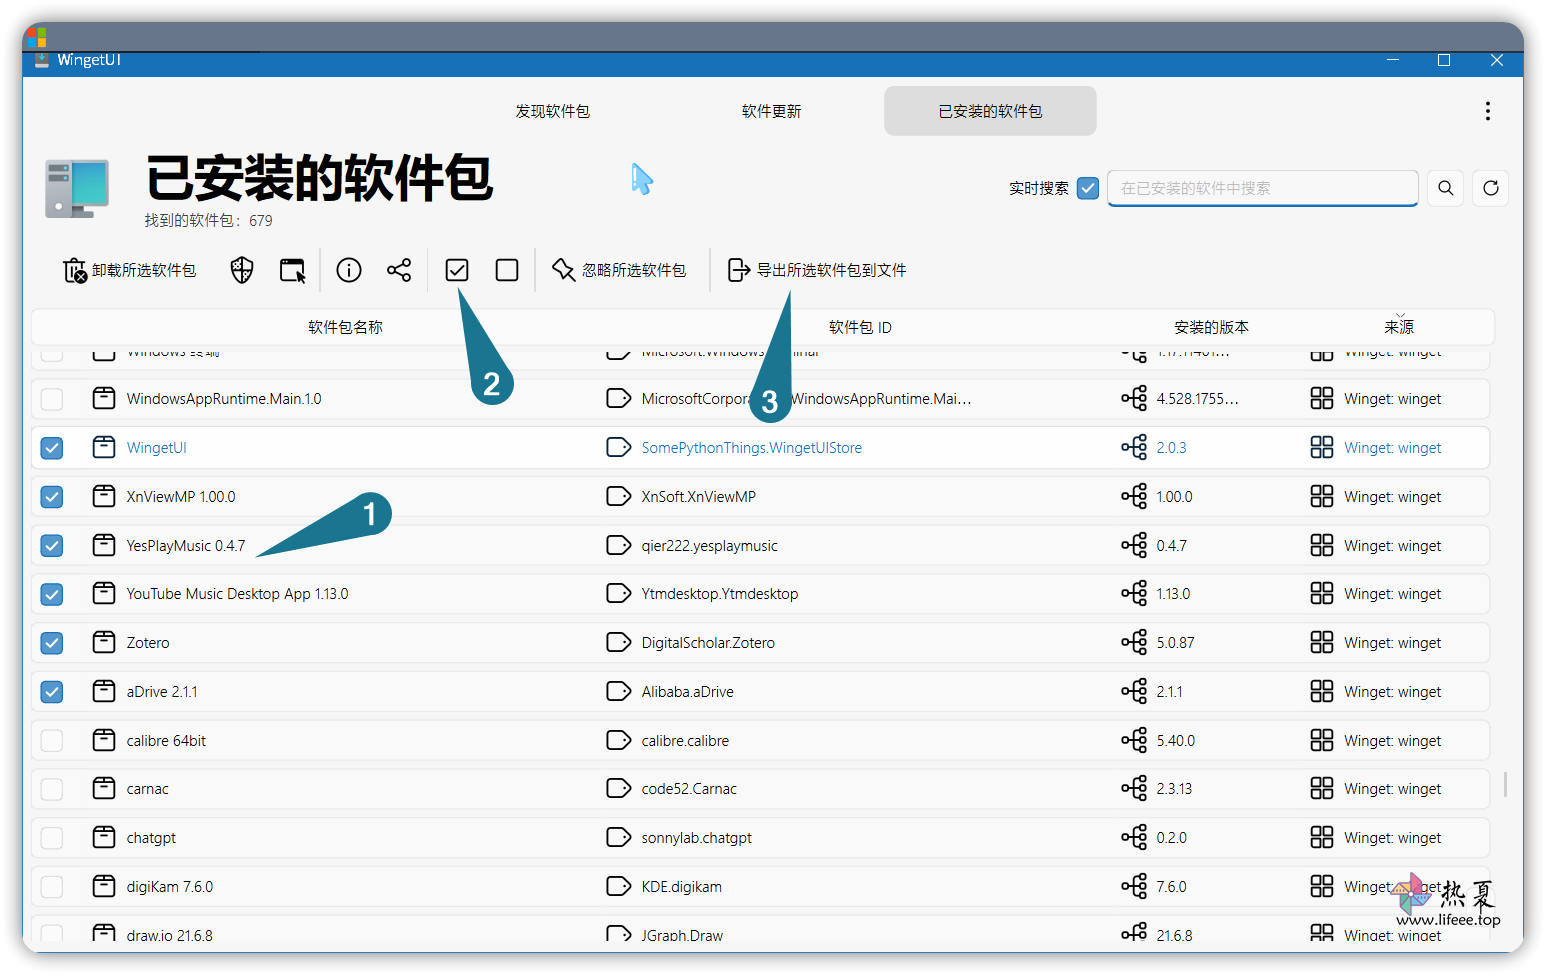 WingetUI
发现软件包 软件更新 已安装的软件包
已安装的软件包
找到的软件包：679
实时搜索 在已安装的软件中搜索
卸载所选软件包 忽略所选软件包 导出所选软件包到文件
软件包名称 软件包 ID 安装的版本 来源
Windows 终端 Winget: winget
WindowsAppRuntime.Main.1.0 WindowsAppRuntime.Mai... 4.528.1755... Winget: winget
WingetUI SomePythonThings.WingetUIStore 2.0.3 Winget: winget
XnViewMP 1.00.0 XnSoft.XnViewMP 1.00.0 Winget: winget
1
YesPlayMusic 0.4.7 qier222.yesplaymusic 0.4.7 Winget: winget
2
3
YouTube Music Desktop App 1.13.0 Ytmdesktop.Ytmdesktop 1.13.0 Winget: winget
Zotero DigitalScholar.Zotero 5.0.87 Winget: winget
aDrive 2.1.1 Alibaba.aDrive 2.1.1 Winget: winget
calibre 64bit calibre.calibre 5.40.0 Winget: winget
carnac code52.Carnac 2.3.13 Winget: winget
chatgpt sonnylab.chatgpt 0.2.0 Winget: winget
digiKam 7.6.0 KDE.digikam 7.6.0 Winget:
draw.io 21.6.8 JGraph.Draw 21.6.8 Winget: winget
热夏
www.lifeee.top